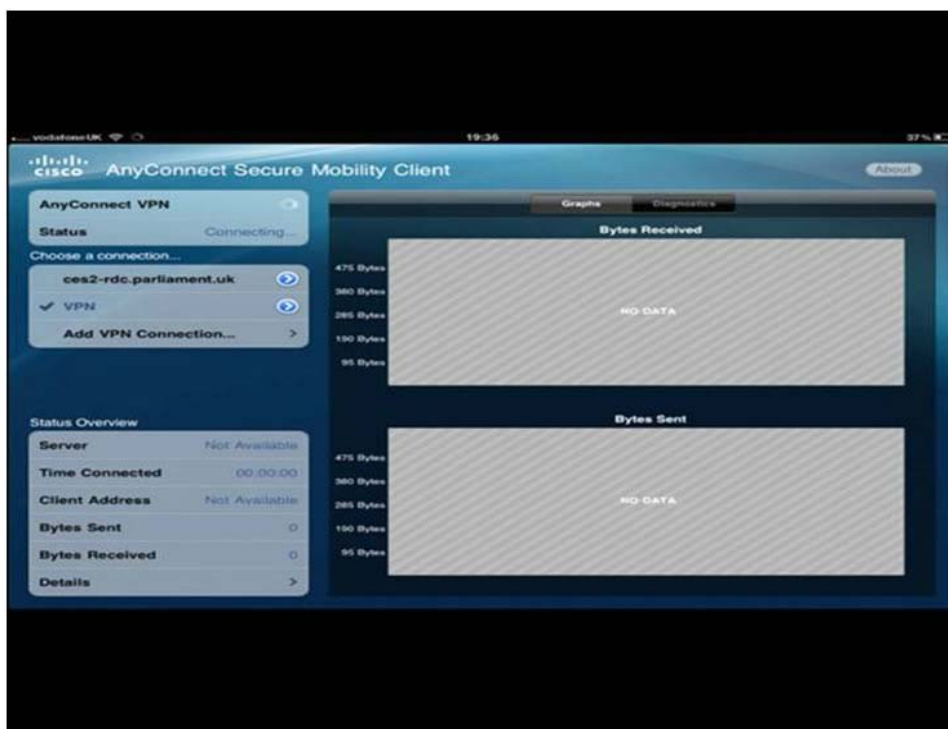 vodafone UK 19:36 37%
cisco AnyConnect Secure Mobility Client About
AnyConnect VPN
Status Connecting...
Choose a connection...
ces2-rdc.parliament.uk
VPN
Add VPN Connection...
Status Overview
Server Not Available
Time Connected 00:00:00
Client Address Not Available
Bytes Sent 0
Bytes Received 0
Details
Graphs Diagnostics
Bytes Received
475 Bytes
380 Bytes
285 Bytes
190 Bytes
95 Bytes
NO DATA
Bytes Sent
475 Bytes
380 Bytes
285 Bytes
190 Bytes
95 Bytes
NO DATA